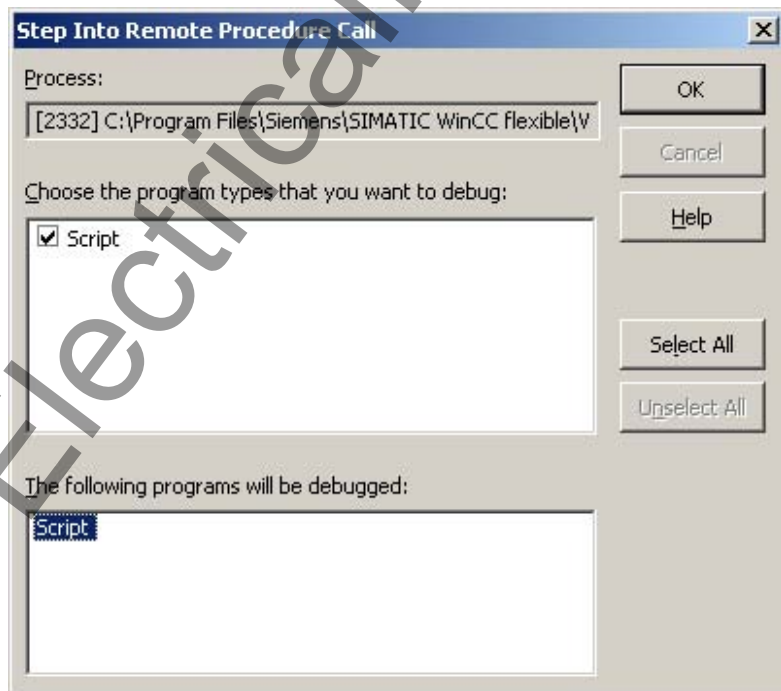 Step Into Remote Procedure Call
Process:
[2332] C:\Program Files\Siemens\SIMATIC WinCC flexible\V
Choose the program types that you want to debug:
Script
The following programs will be debugged:
Script
OK
Cancel
Help
Select All
Unselect All
Electrical